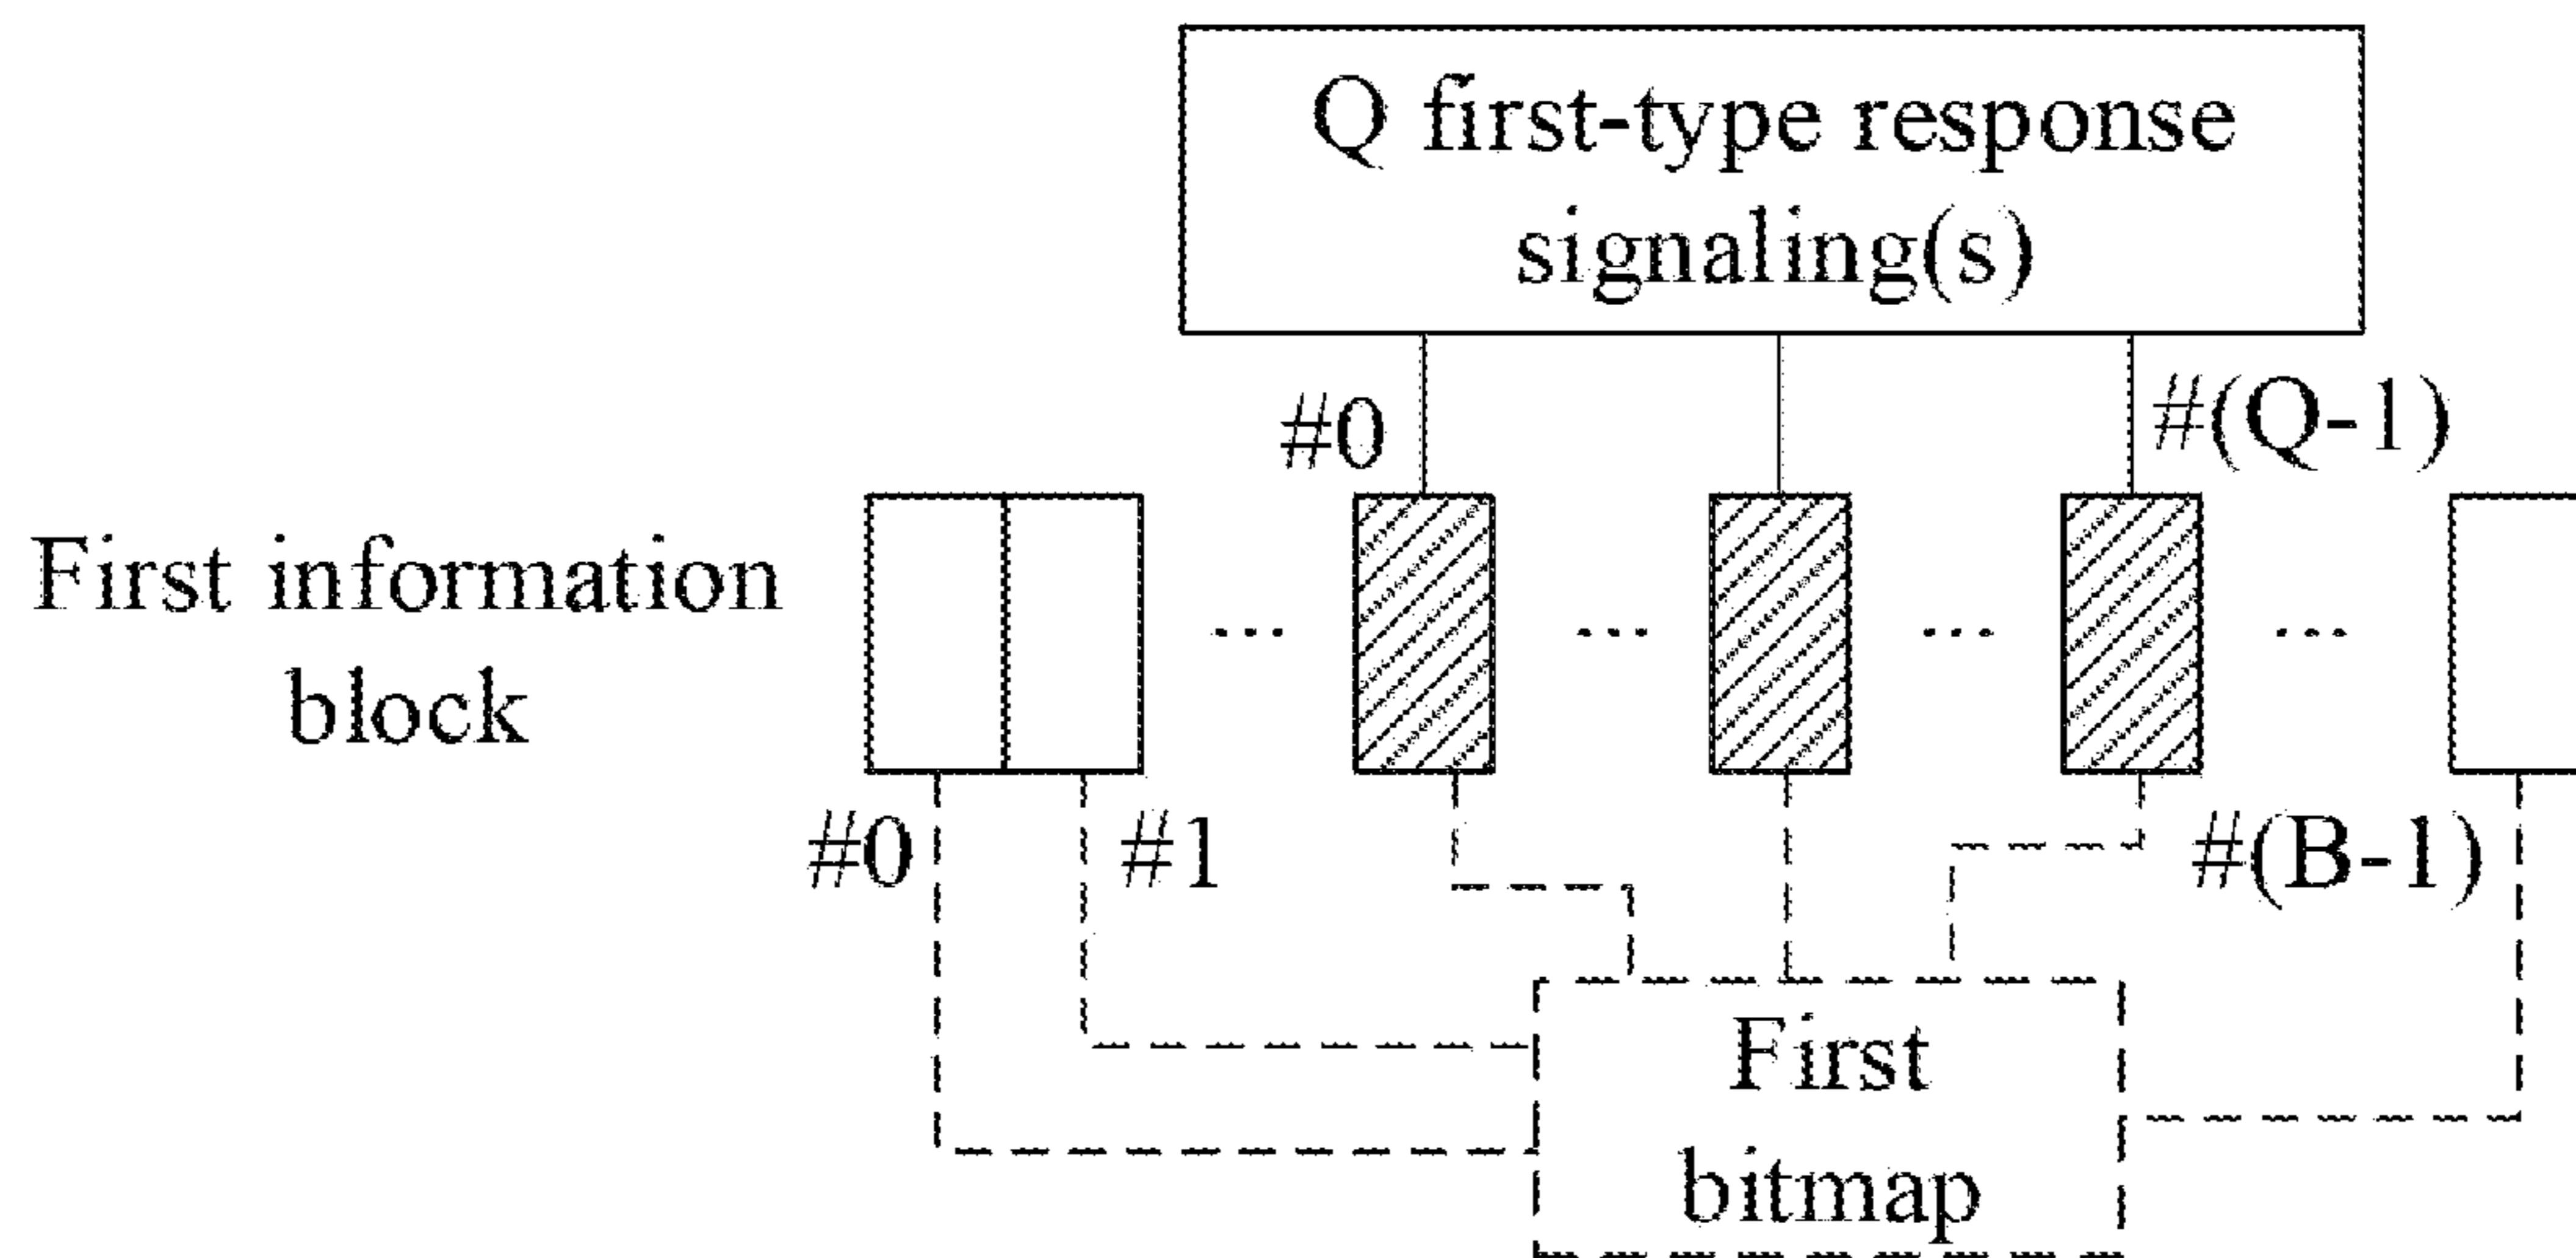 Q first-type response
signaling(s)
#0
#(Q-1)
First information
block
...
...
...
...
#0
#1
#(B-1)
First
bitmap